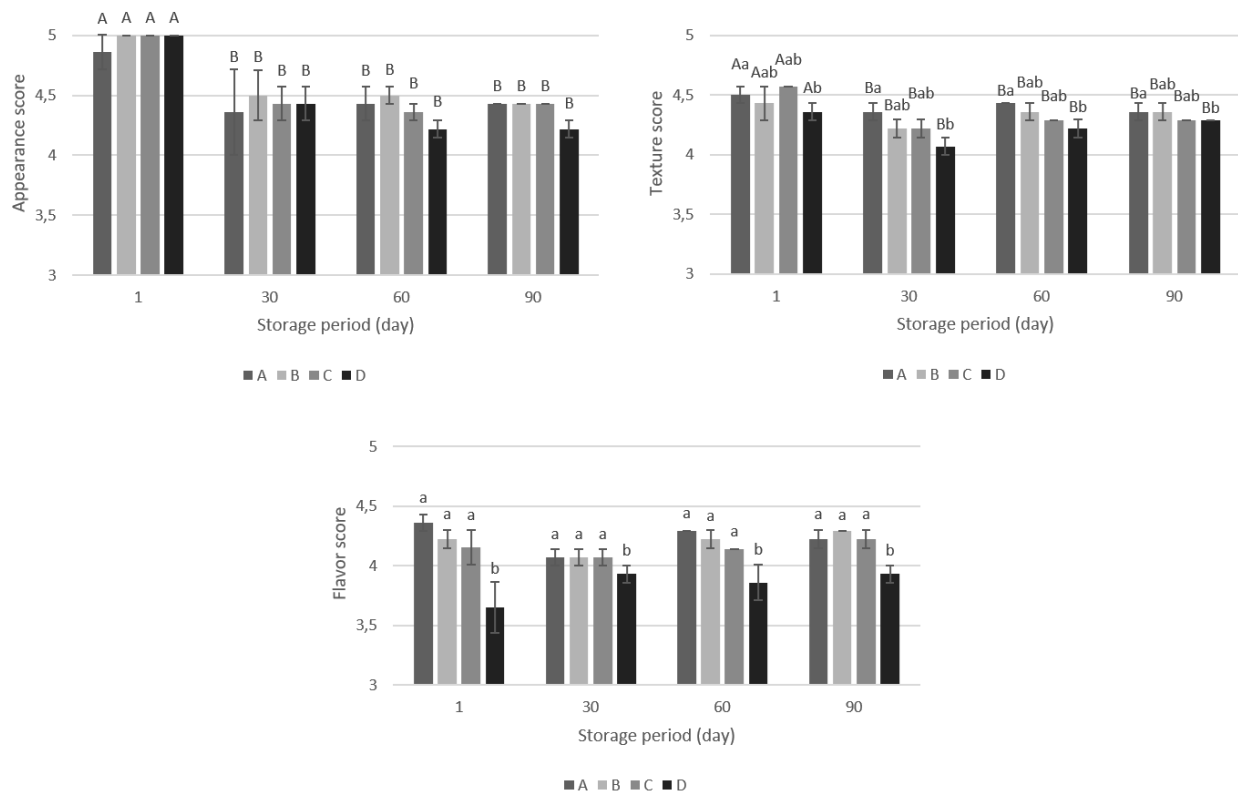 A A A A
5
B B B B
B B B B
B B B B
4,5
4
3,5
3
Appearance score
1 30 60 90
Storage period (day)
A B C D
5
Aa Aab Aab Ab
Ba Bab Bab Bb
Ba Bab Bab Bb
Ba Bab Bab Bb
4,5
4
3,5
3
Texture score
1 30 60 90
Storage period (day)
A B C D
5
a a a b
a a a b
a a a b
a a a b
4,5
4
3,5
3
Flavor score
1 30 60 90
Storage period (day)
A B C D